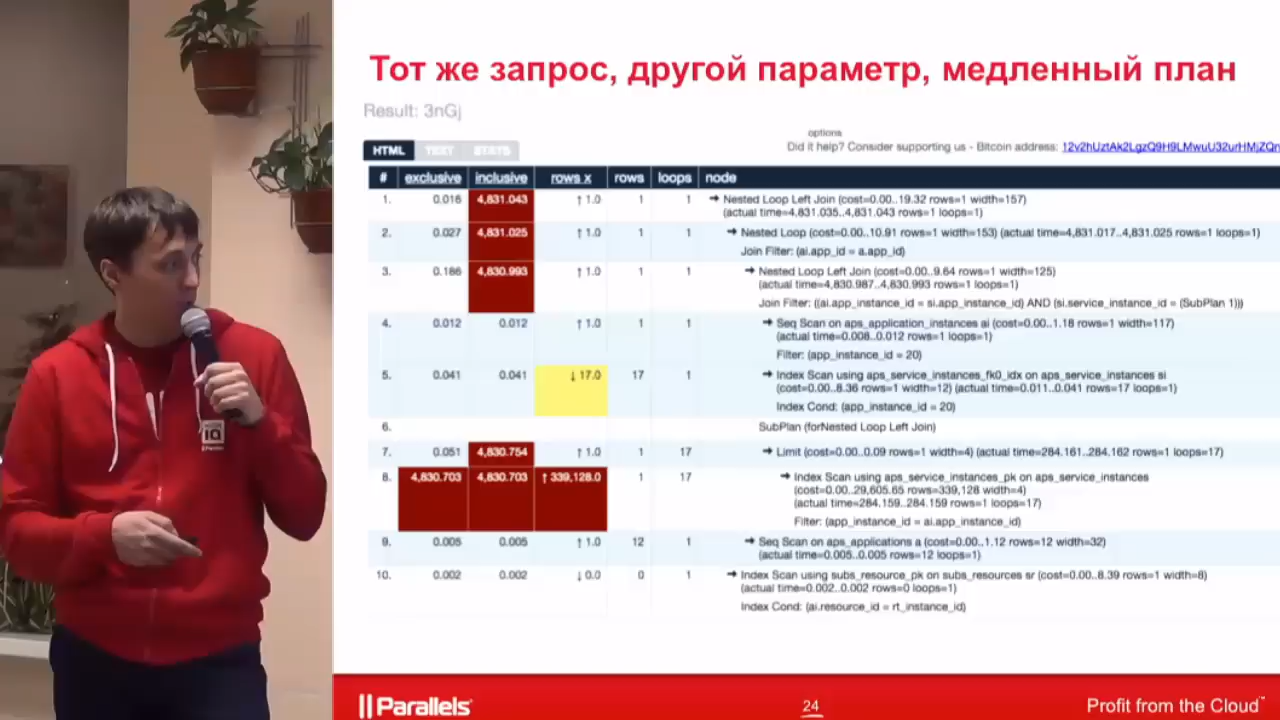 Тот же запрос, другой параметр, медленный план
Result: 3nGj
options
Did it help? Consider supporting us - Bitcoin address: 12v2hUztAk2LgzQ9H9LMwuU32urHMjZQn
HTML TEXT STATS
# exclusive inclusive rows x rows loops node
1. 0.016 4,831.043 ↑ 1.0 1 1 → Nested Loop Left Join (cost=0.00..19.32 rows=1 width=157)
(actual time=4,831.035..4,831.043 rows=1 loops=1)
2. 0.027 4,831.025 ↑ 1.0 1 1 → Nested Loop (cost=0.00..10.91 rows=1 width=153) (actual time=4,831.017..4,831.025 rows=1 loops=1)
Join Filter: (ai.app_id = a.app_id)
3. 0.186 4,830.993 ↑ 1.0 1 1 → Nested Loop Left Join (cost=0.00..9.64 rows=1 width=125)
(actual time=4,830.987..4,830.993 rows=1 loops=1)
Join Filter: ((ai.app_instance_id = si.app_instance_id) AND (si.service_instance_id = (SubPlan 1)))
4. 0.012 0.012 ↑ 1.0 1 1 → Seq Scan on aps_application_instances ai (cost=0.00..1.18 rows=1 width=117)
(actual time=0.008..0.012 rows=1 loops=1)
Filter: (app_instance_id = 20)
5. 0.041 0.041 ↓ 17.0 17 1 → Index Scan using aps_service_instances_fk0_idx on aps_service_instances si
(cost=0.00..8.36 rows=1 width=12) (actual time=0.011..0.041 rows=17 loops=1)
Index Cond: (app_instance_id = 20)
6. SubPlan (forNested Loop Left Join)
7. 0.051 4,830.754 ↑ 1.0 1 17 → Limit (cost=0.00..0.09 rows=1 width=4) (actual time=284.161..284.162 rows=1 loops=17)
8. 4,830.703 4,830.703 ↑ 339,128.0 1 17 → Index Scan using aps_service_instances_pk on aps_service_instances
(cost=0.00..29,605.65 rows=339,128 width=4)
(actual time=284.159..284.159 rows=1 loops=17)
Filter: (app_instance_id = ai.app_instance_id)
9. 0.005 0.005 ↑ 1.0 12 1 → Seq Scan on aps_applications a (cost=0.00..1.12 rows=12 width=32)
(actual time=0.005..0.005 rows=12 loops=1)
10. 0.002 0.002 ↓ 0.0 0 1 → Index Scan using subs_resource_pk on subs_resources sr (cost=0.00..8.39 rows=1 width=8)
(actual time=0.002..0.002 rows=0 loops=1)
Index Cond: (ai.resource_id = rt_instance_id)
IQ
|| Parallels 24 Profit from the Cloud™